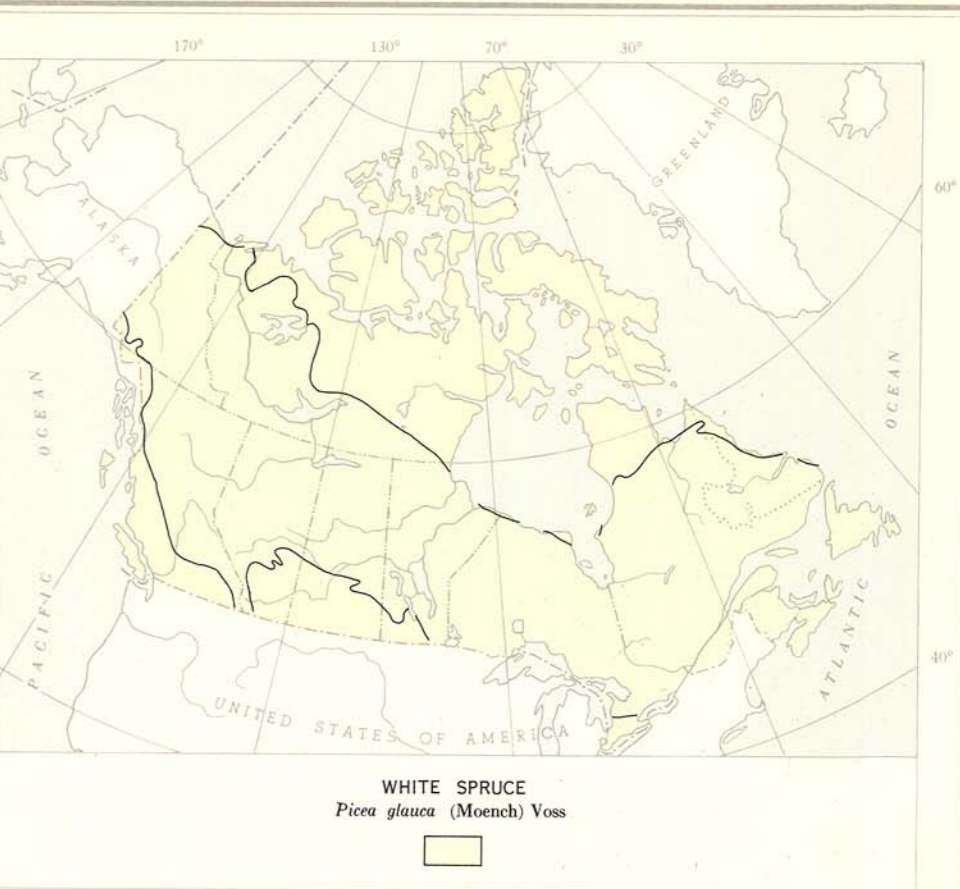 170° 130° 70° 30°
60°
40°
ALASKA
GREENLAND
PACIFIC OCEAN
ATLANTIC OCEAN
UNITED STATES OF AMERICA
WHITE SPRUCE
Picea glauca (Moench) Voss